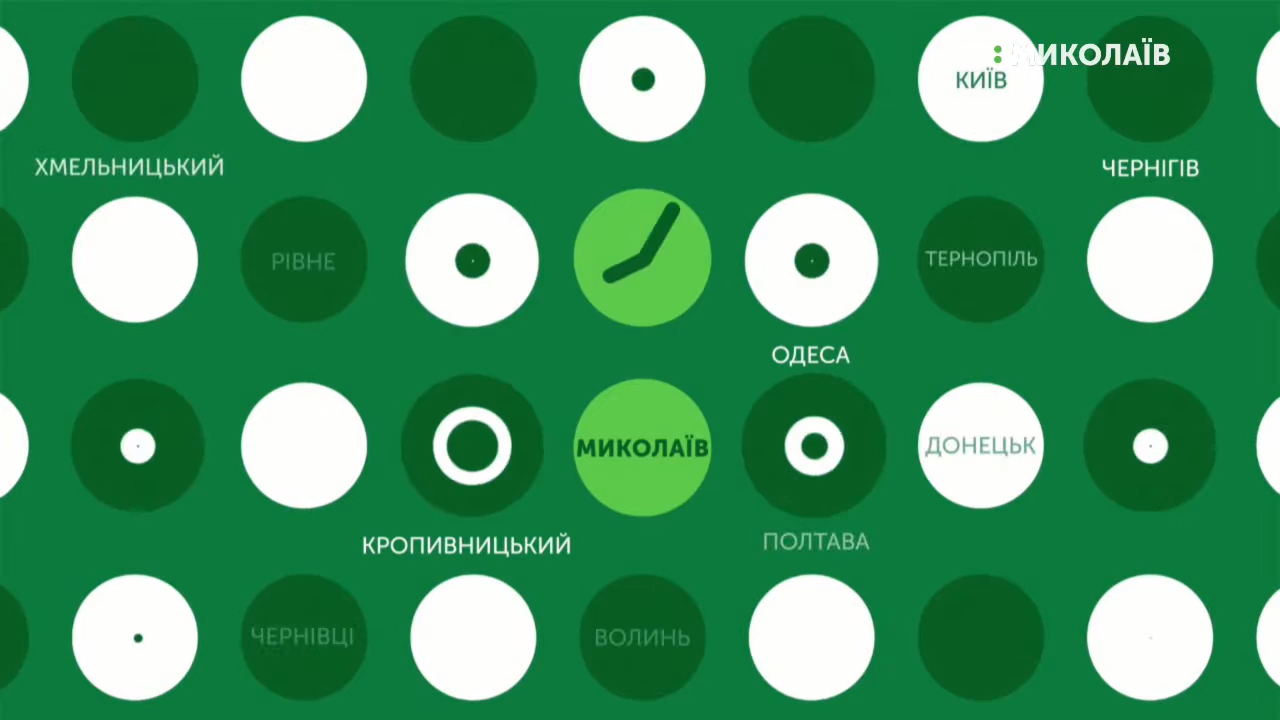 :МИКОЛАЇВ
КИЇВ
ХМЕЛЬНИЦЬКИЙ
ЧЕРНІГІВ
РІВНЕ
ТЕРНОПІЛЬ
ОДЕСА
МИКОЛАЇВ
ДОНЕЦЬК
КРОПИВНИЦЬКИЙ
ПОЛТАВА
ЧЕРНІВЦІ
ВОЛИНЬ